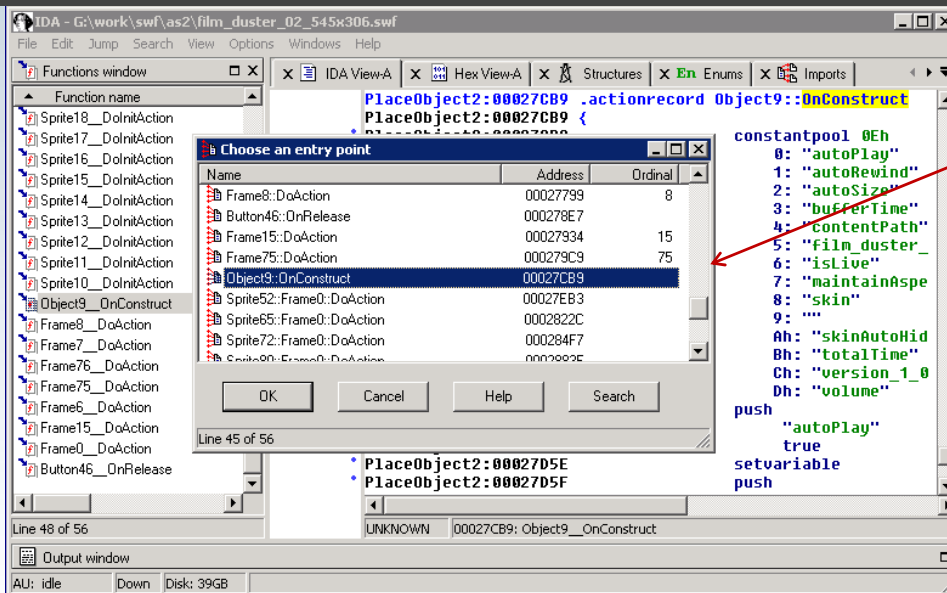 IDA - G:\work\swf\as2\film_duster_02_545x306.swf
File Edit Jump Search View Options Windows Help
Functions window
IDA View-A
Hex View-A
Structures
En Enums
Imports
Function name
Sprite18__DoInitAction
Sprite17__DoInitAction
Sprite16__DoInitAction
Sprite15__DoInitAction
Sprite14__DoInitAction
Sprite13__DoInitAction
Sprite12__DoInitAction
Sprite11__DoInitAction
Sprite10__DoInitAction
Object9__OnConstruct
Frame8__DoAction
Frame7__DoAction
Frame76__DoAction
Frame75__DoAction
Frame6__DoAction
Frame15__DoAction
Frame0__DoAction
Button46__OnRelease
Line 48 of 56
PlaceObject2:00027CB9 .actionrecord Object9::OnConstruct
PlaceObject2:00027CB9 {
constantpool 0Eh
0: "autoPlay"
1: "autoRewind"
2: "autoSize"
3: "bufferTime"
4: "contentPath"
5: "film_duster_
6: "isLive"
7: "maintainAspe
8: "skin"
9: ""
Ah: "skinAutoHid
Bh: "totalTime"
Ch: "version_1_0
Dh: "volume"
push
"autoPlay"
true
PlaceObject2:00027D5E setvariable
PlaceObject2:00027D5F push
Choose an entry point
Name Address Ordinal
Frame8::DoAction 00027799 8
Button46::OnRelease 000278E7
Frame15::DoAction 00027934 15
Frame75::DoAction 000279C9 75
Object9::OnConstruct 00027CB9
Sprite52::Frame0::DoAction 00027EB3
Sprite65::Frame0::DoAction 0002822C
Sprite72::Frame0::DoAction 000284F7
OK Cancel Help Search
Line 45 of 56
UNKNOWN 00027CB9: Object9__OnConstruct
Output window
AU: idle Down Disk: 39GB